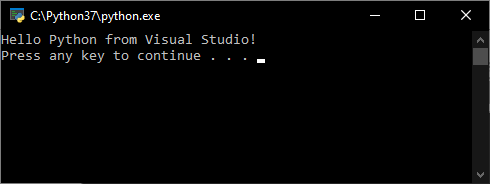 C:\Python37\python.exe
Hello Python from Visual Studio!
Press any key to continue . . .